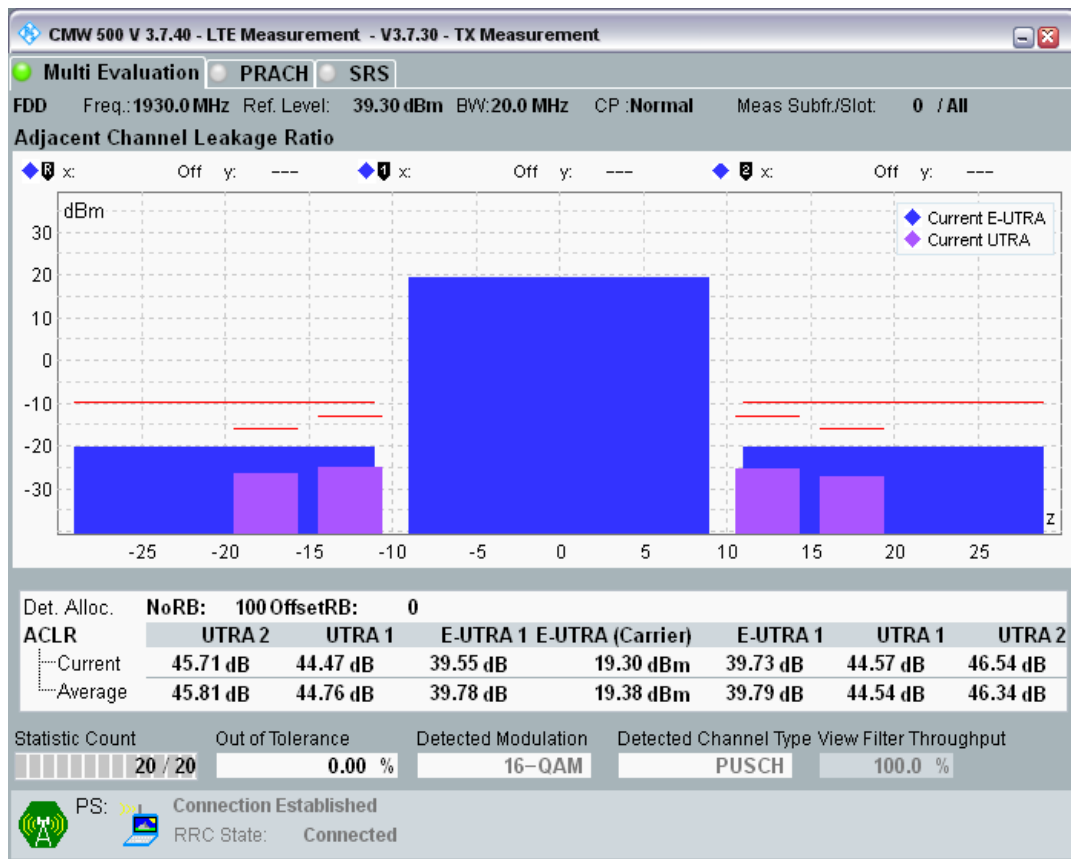 CMW 500 V 3.7.40 - LTE Measurement - V3.7.30 - TX Measurement
Multi Evaluation PRACH SRS
FDD Freq.:1930.0 MHz Ref. Level: 39.30 dBm BW:20.0 MHz CP :Normal Meas Subfr./Slot: 0 / All
Adjacent Channel Leakage Ratio
R x: Off y: --- 1 x: Off y: --- 2 x: Off y: ---
dBm
Current E-UTRA
Current UTRA
30
20
10
0
-10
-20
-30
z
-25 -20 -15 -10 -5 0 5 10 15 20 25
Det. Alloc. NoRB: 100 OffsetRB: 0
ACLR UTRA 2 UTRA 1 E-UTRA 1 E-UTRA (Carrier) E-UTRA 1 UTRA 1 UTRA 2
Current 45.71 dB 44.47 dB 39.55 dB 19.30 dBm 39.73 dB 44.57 dB 46.54 dB
Average 45.81 dB 44.76 dB 39.78 dB 19.38 dBm 39.79 dB 44.54 dB 46.34 dB
Statistic Count Out of Tolerance Detected Modulation Detected Channel Type View Filter Throughput
20 / 20 0.00 % 16-QAM PUSCH 100.0 %
PS: Connection Established
RRC State: Connected